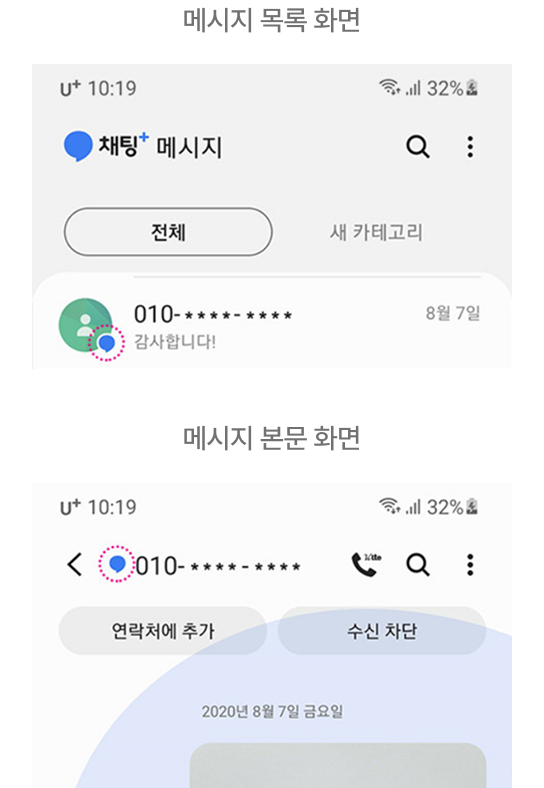 메시지 목록 화면
U+ 10:19 32%
채팅+ 메시지
전체 새 카테고리
010-****-**** 8월 7일
감사합니다!
메시지 본문 화면
U+ 10:19 32%
010-****-**** VoLTE
연락처에 추가 수신 차단
2020년 8월 7일 금요일